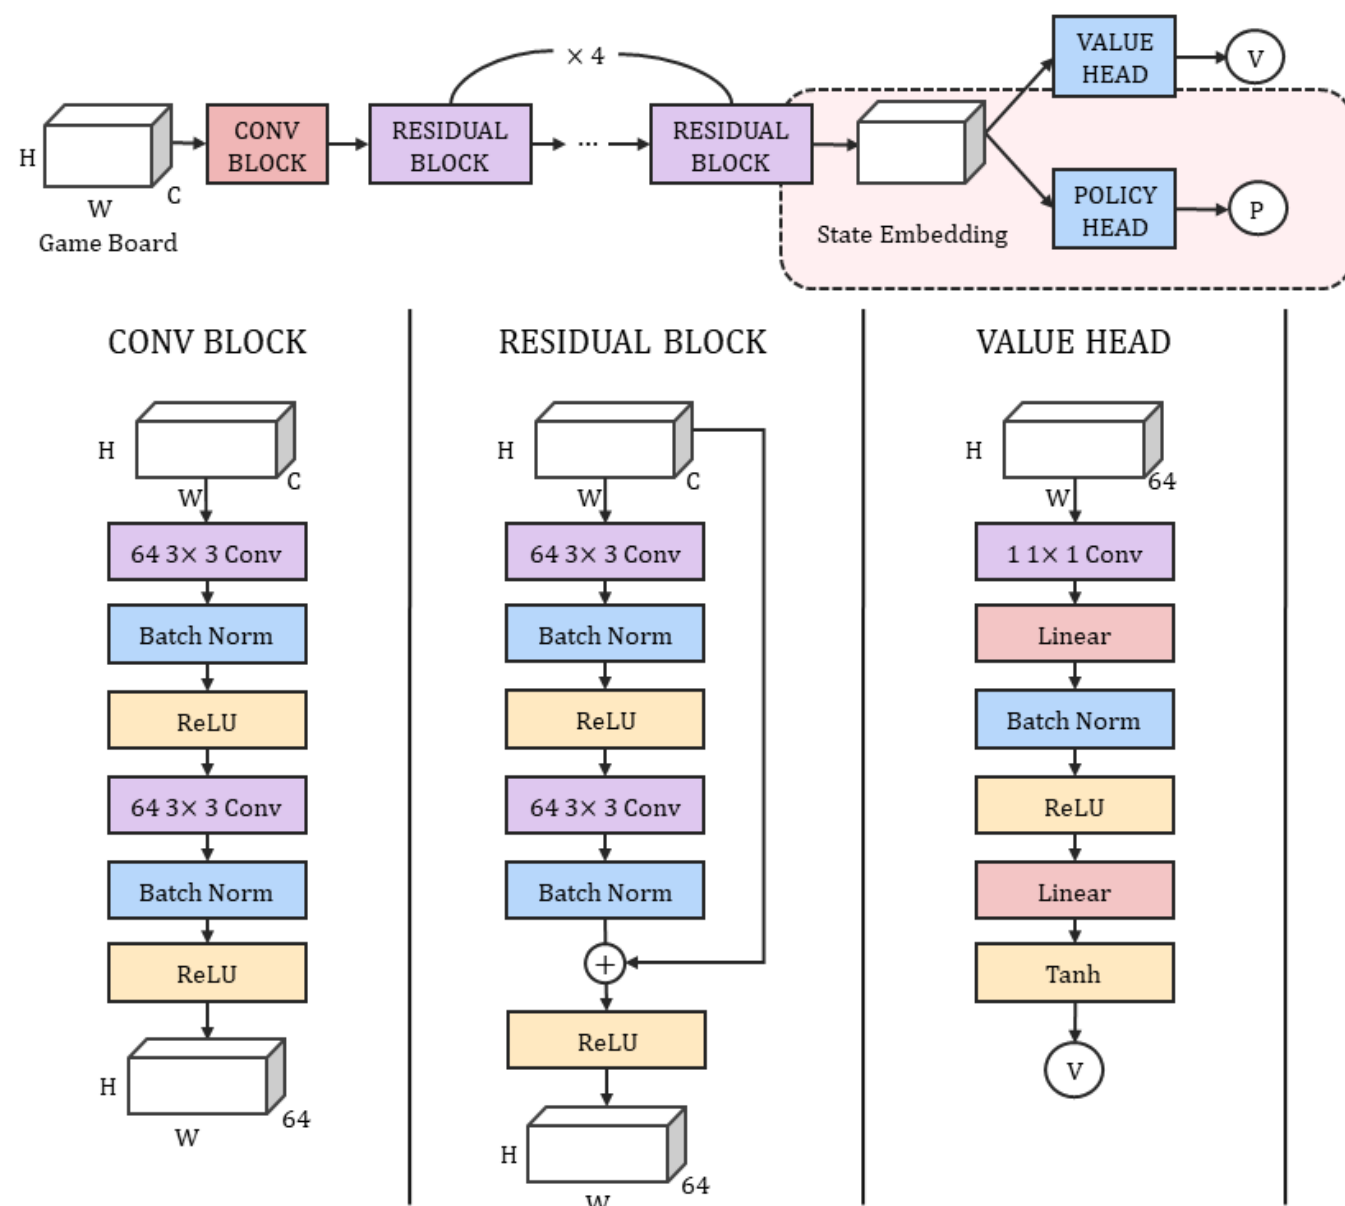 × 4
VALUE
HEAD
V
H
W
C
Game Board
CONV
BLOCK
RESIDUAL
BLOCK
...
RESIDUAL
BLOCK
State Embedding
POLICY
HEAD
P
CONV BLOCK
H
W
C
64 3× 3 Conv
Batch Norm
ReLU
64 3× 3 Conv
Batch Norm
ReLU
H
W
64
RESIDUAL BLOCK
H
W
C
64 3× 3 Conv
Batch Norm
ReLU
64 3× 3 Conv
Batch Norm
+
ReLU
H
W
64
VALUE HEAD
H
W
64
1 1× 1 Conv
Linear
Batch Norm
ReLU
Linear
Tanh
V